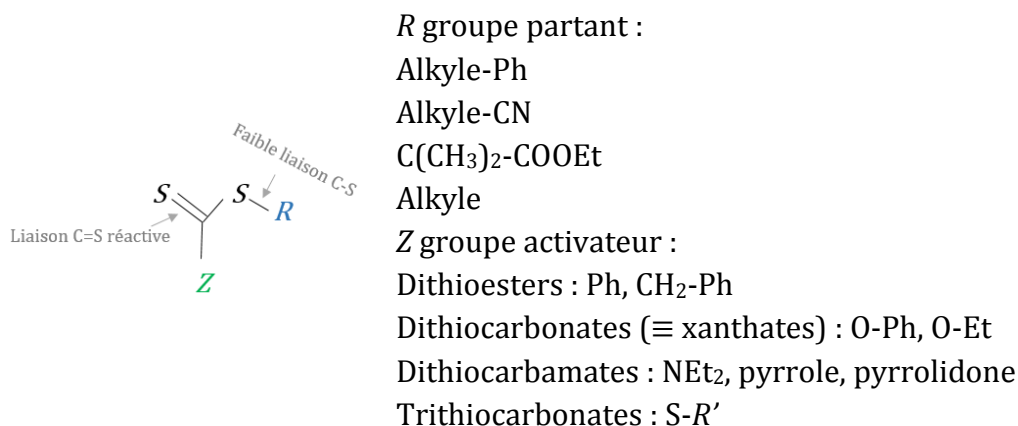 R groupe partant :
Alkyle-Ph
Alkyle-CN
C(CH₃)₂-COOEt
Alkyle
Z groupe activateur :
Dithioesters : Ph, CH₂-Ph
Dithiocarbonates (≡ xanthates) : O-Ph, O-Et
Dithiocarbamates : NEt₂, pyrrole, pyrrolidone
Trithiocarbonates : S-R’
Faible liaison C-S
S
S
R
Liaison C=S réactive
Z